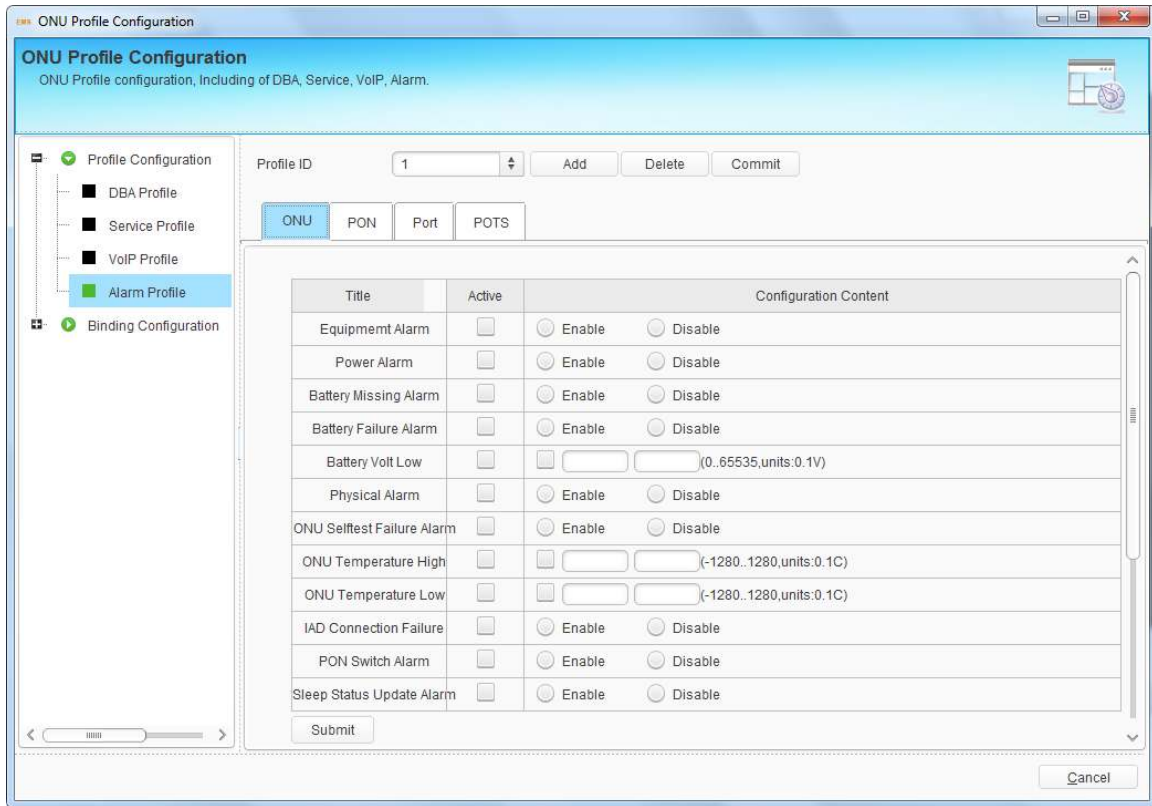 EMS ONU Profile Configuration
ONU Profile Configuration
ONU Profile configuration, Including of DBA, Service, VoIP, Alarm.
Profile Configuration
DBA Profile
Service Profile
VoIP Profile
Alarm Profile
Binding Configuration
Profile ID 1 Add Delete Commit
ONU PON Port POTS
Title Active Configuration Content
Equipmemt Alarm Enable Disable
Power Alarm Enable Disable
Battery Missing Alarm Enable Disable
Battery Failure Alarm Enable Disable
Battery Volt Low (0..65535,units:0.1V)
Physical Alarm Enable Disable
ONU Selftest Failure Alarm Enable Disable
ONU Temperature High (-1280..1280,units:0.1C)
ONU Temperature Low (-1280..1280,units:0.1C)
IAD Connection Failure Enable Disable
PON Switch Alarm Enable Disable
Sleep Status Update Alarm Enable Disable
Submit
Cancel